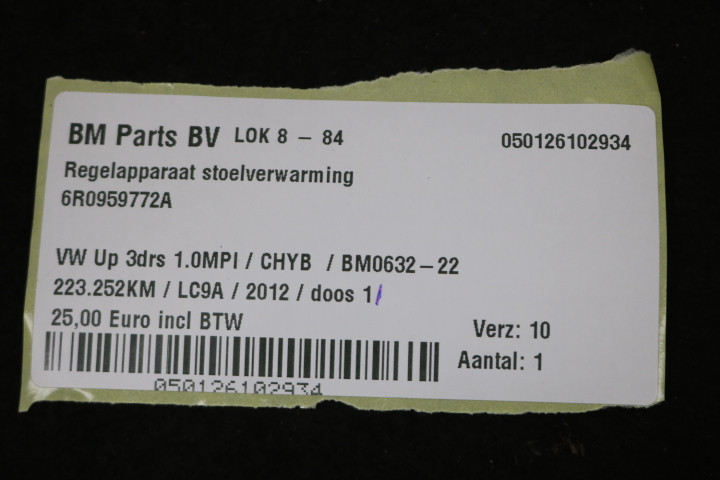 BM Parts BV LOK 8 - 84 050126102934
Regelapparaat stoelverwarming
6R0959772A
VW Up 3drs 1.0MPI / CHYB / BM0632-22
223.252KM / LC9A / 2012 / doos 1/
25,00 Euro incl BTW Verz: 10
Aantal: 1
050126102934